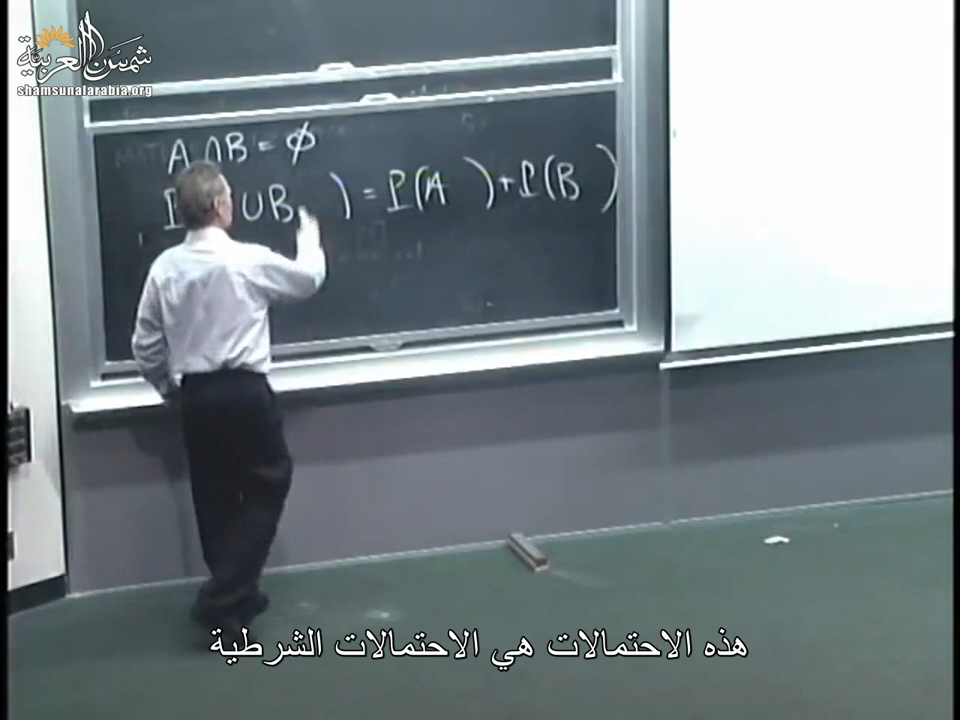 شمس العربية
shamsunalarabia.org
A ∩ B = ∅
∪ B ) = P(A ) + P(B )
هذه الاحتمالات هي الاحتمالات الشرطية